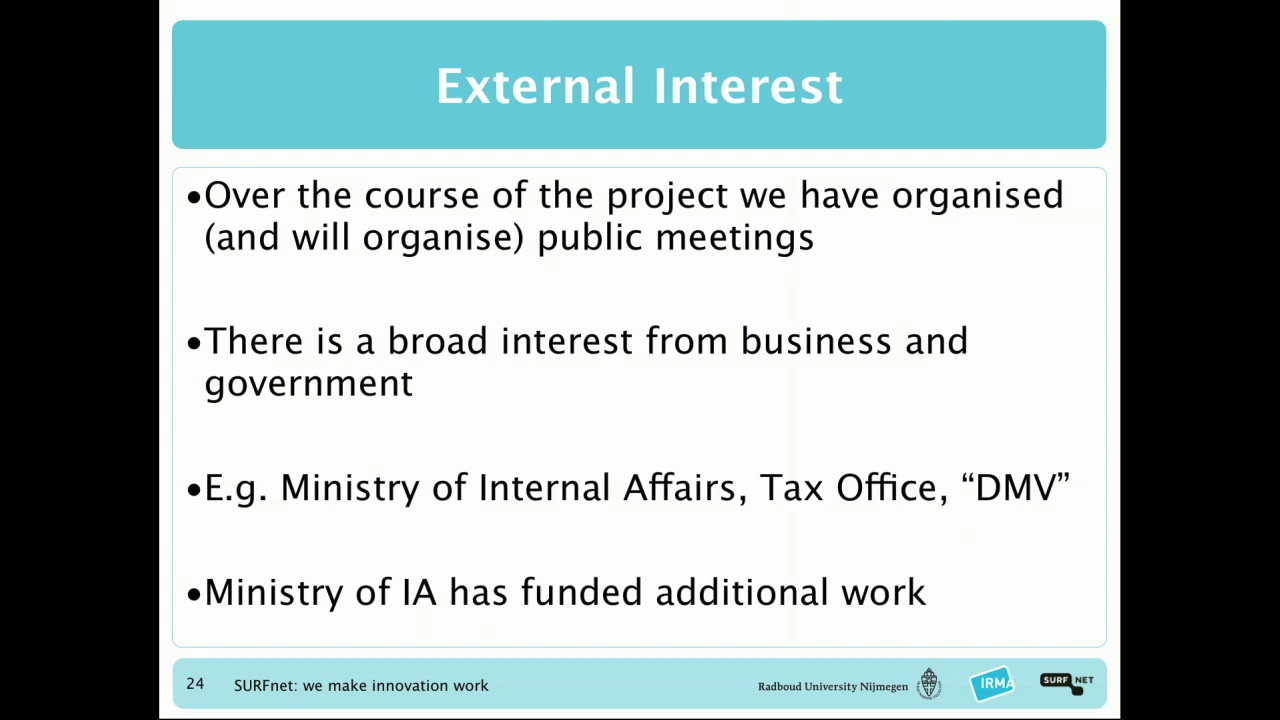 External Interest
•Over the course of the project we have organised
(and will organise) public meetings
•There is a broad interest from business and
government
•E.g. Ministry of Internal Affairs, Tax Office, “DMV”
•Ministry of IA has funded additional work
24 SURFnet: we make innovation work Radboud University Nijmegen IRMA SURF NET